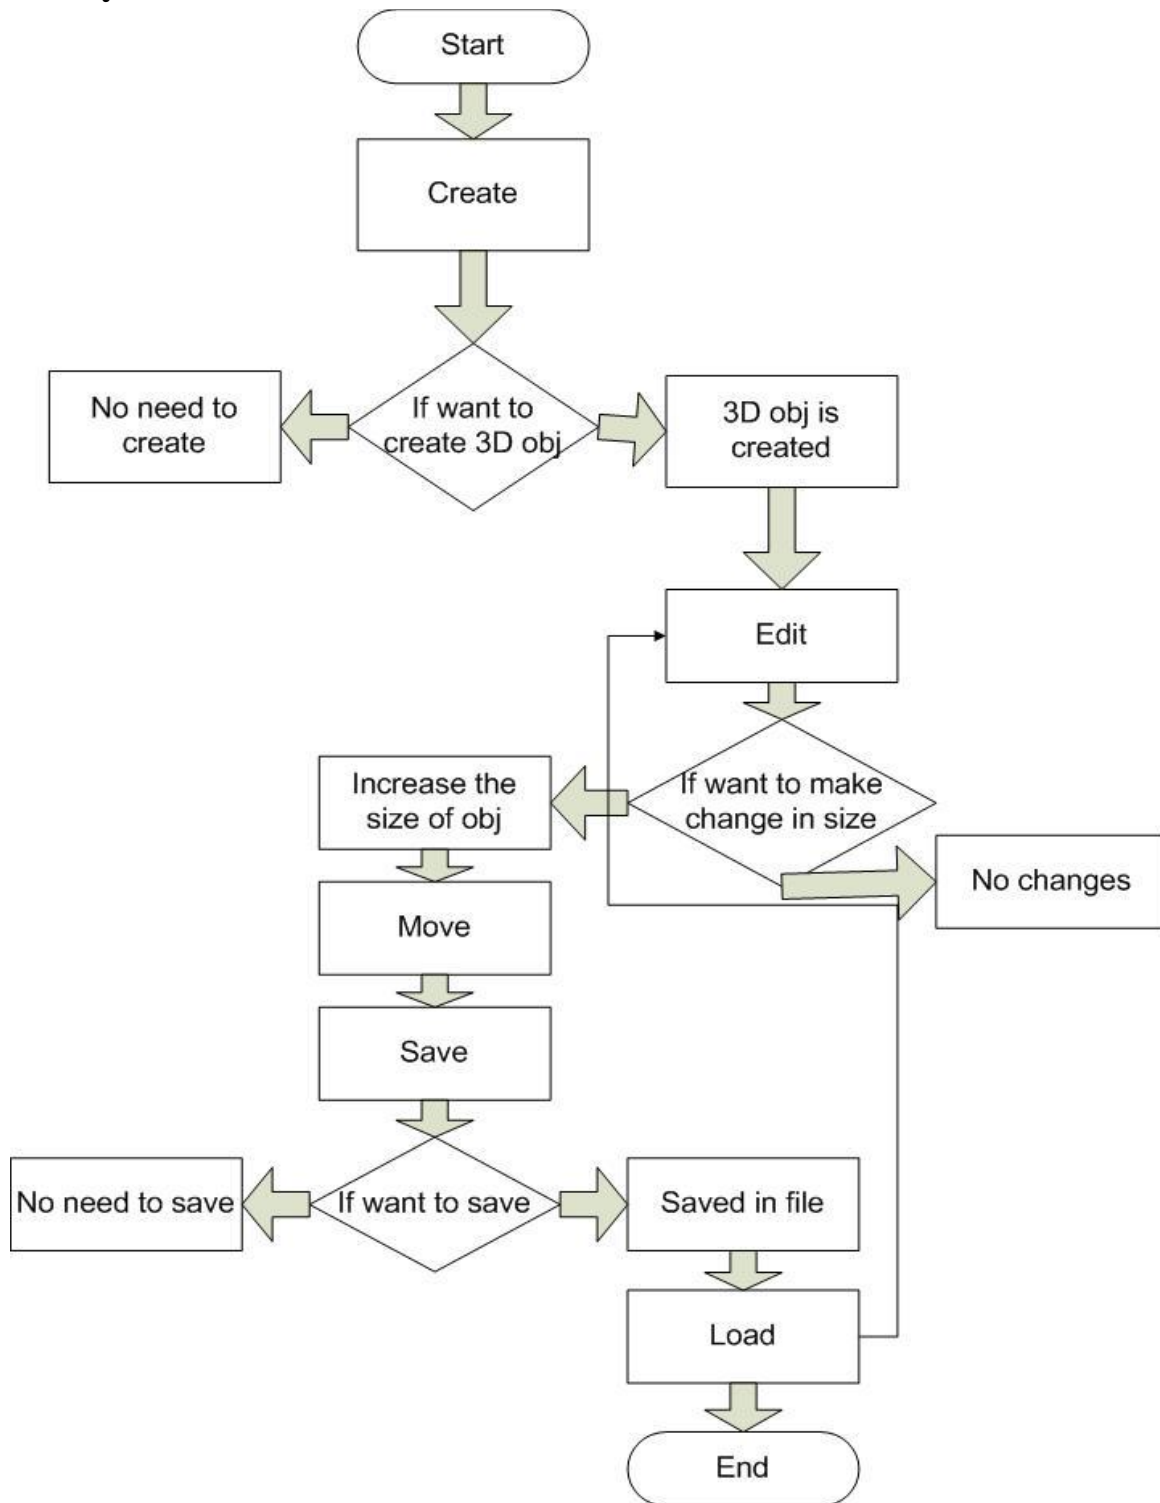 Start
Create
No need to
create
If want to
create 3D obj
3D obj is
created
Edit
If want to make
change in size
Increase the
size of obj
No changes
Move
Save
No need to save
If want to save
Saved in file
Load
End